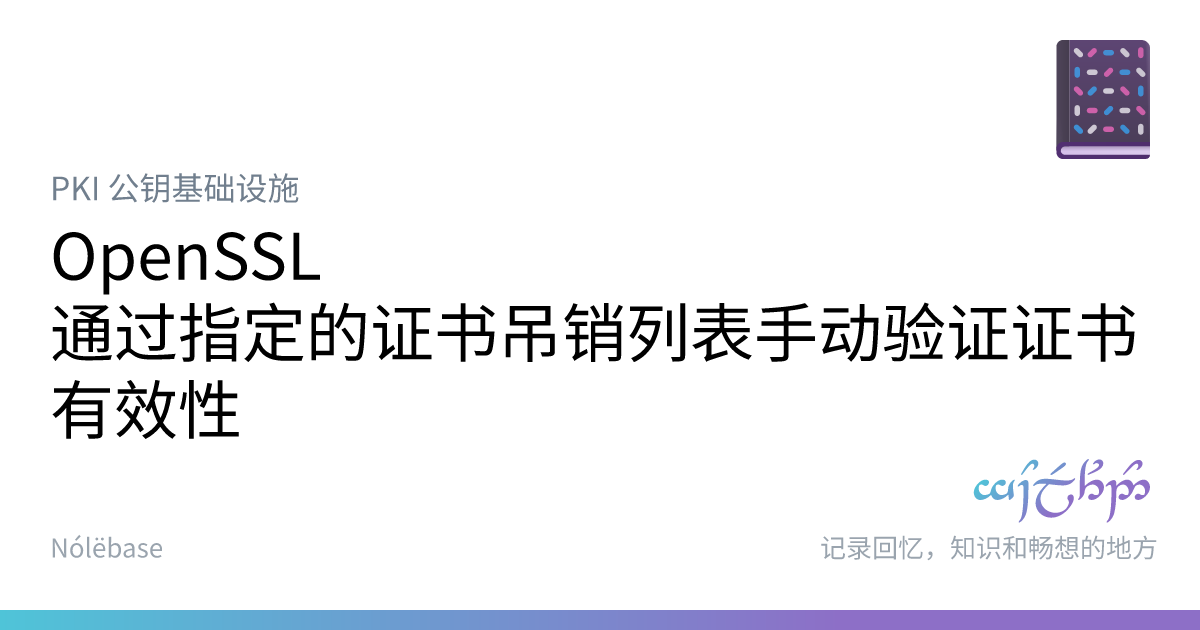 PKI 公钥基础设施
OpenSSL
通过指定的证书吊销列表手动验证证书
有效性
Nólëbase
记录回忆，知识和畅想的地方